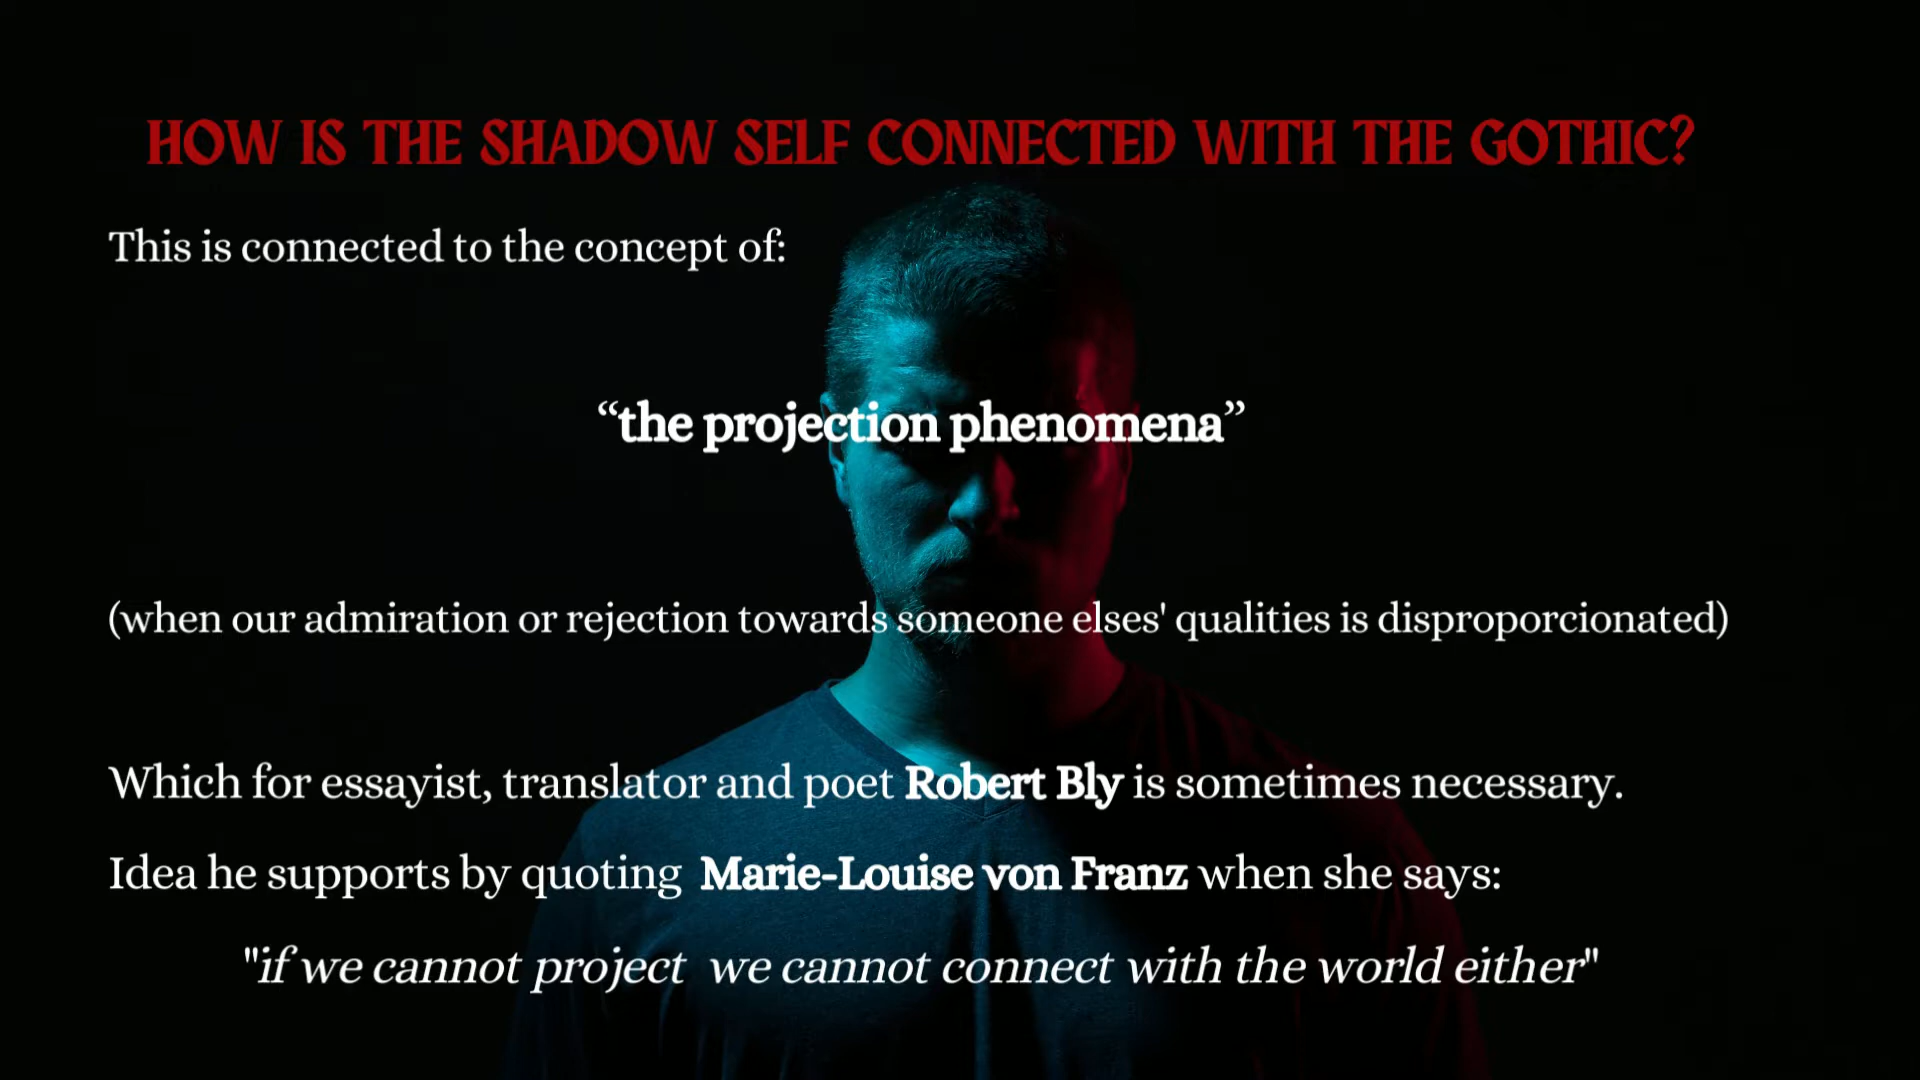 HOW IS THE SHADOW SELF CONNECTED WITH THE GOTHIC?
This is connected to the concept of:
“the projection phenomena”
(when our admiration or rejection towards someone elses' qualities is disproporcionated)
Which for essayist, translator and poet Robert Bly is sometimes necessary.
Idea he supports by quoting Marie-Louise von Franz when she says:
"if we cannot project we cannot connect with the world either"